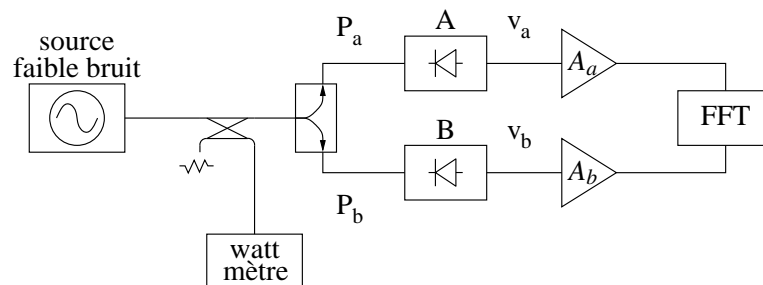 source
faible bruit
P_a
A
v_a
A_a
FFT
B
v_b
A_b
P_b
watt
mètre